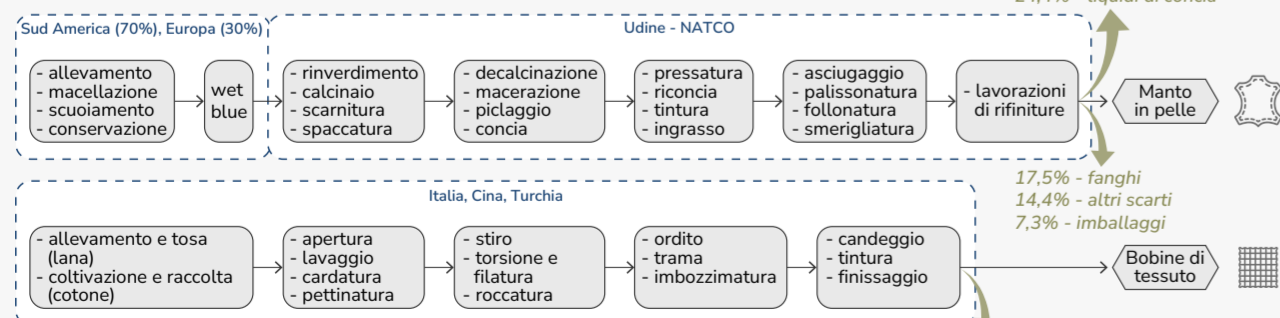 Sud America (70%), Europa (30%)
- allevamento
- macellazione
- scuoiamento
- conservazione
wet
blue
Udine - NATCO
- rinverdimento
- calcinaio
- scarnitura
- spaccatura
- decalcinazione
- macerazione
- piclaggio
- concia
- pressatura
- riconcia
- tintura
- ingrasso
- asciugaggio
- palissonatura
- follonatura
- smerigliatura
- lavorazioni
di rifiniture
Manto
in pelle
17,5% - fanghi
14,4% - altri scarti
7,3% - imballaggi
Italia, Cina, Turchia
- allevamento e tosa
(lana)
- coltivazione e raccolta
(cotone)
- apertura
- lavaggio
- cardatura
- pettinatura
- stiro
- torsione e
filatura
- roccatura
- ordito
- trama
- imbozzimatura
- candeggio
- tintura
- finissaggio
Bobine di
tessuto